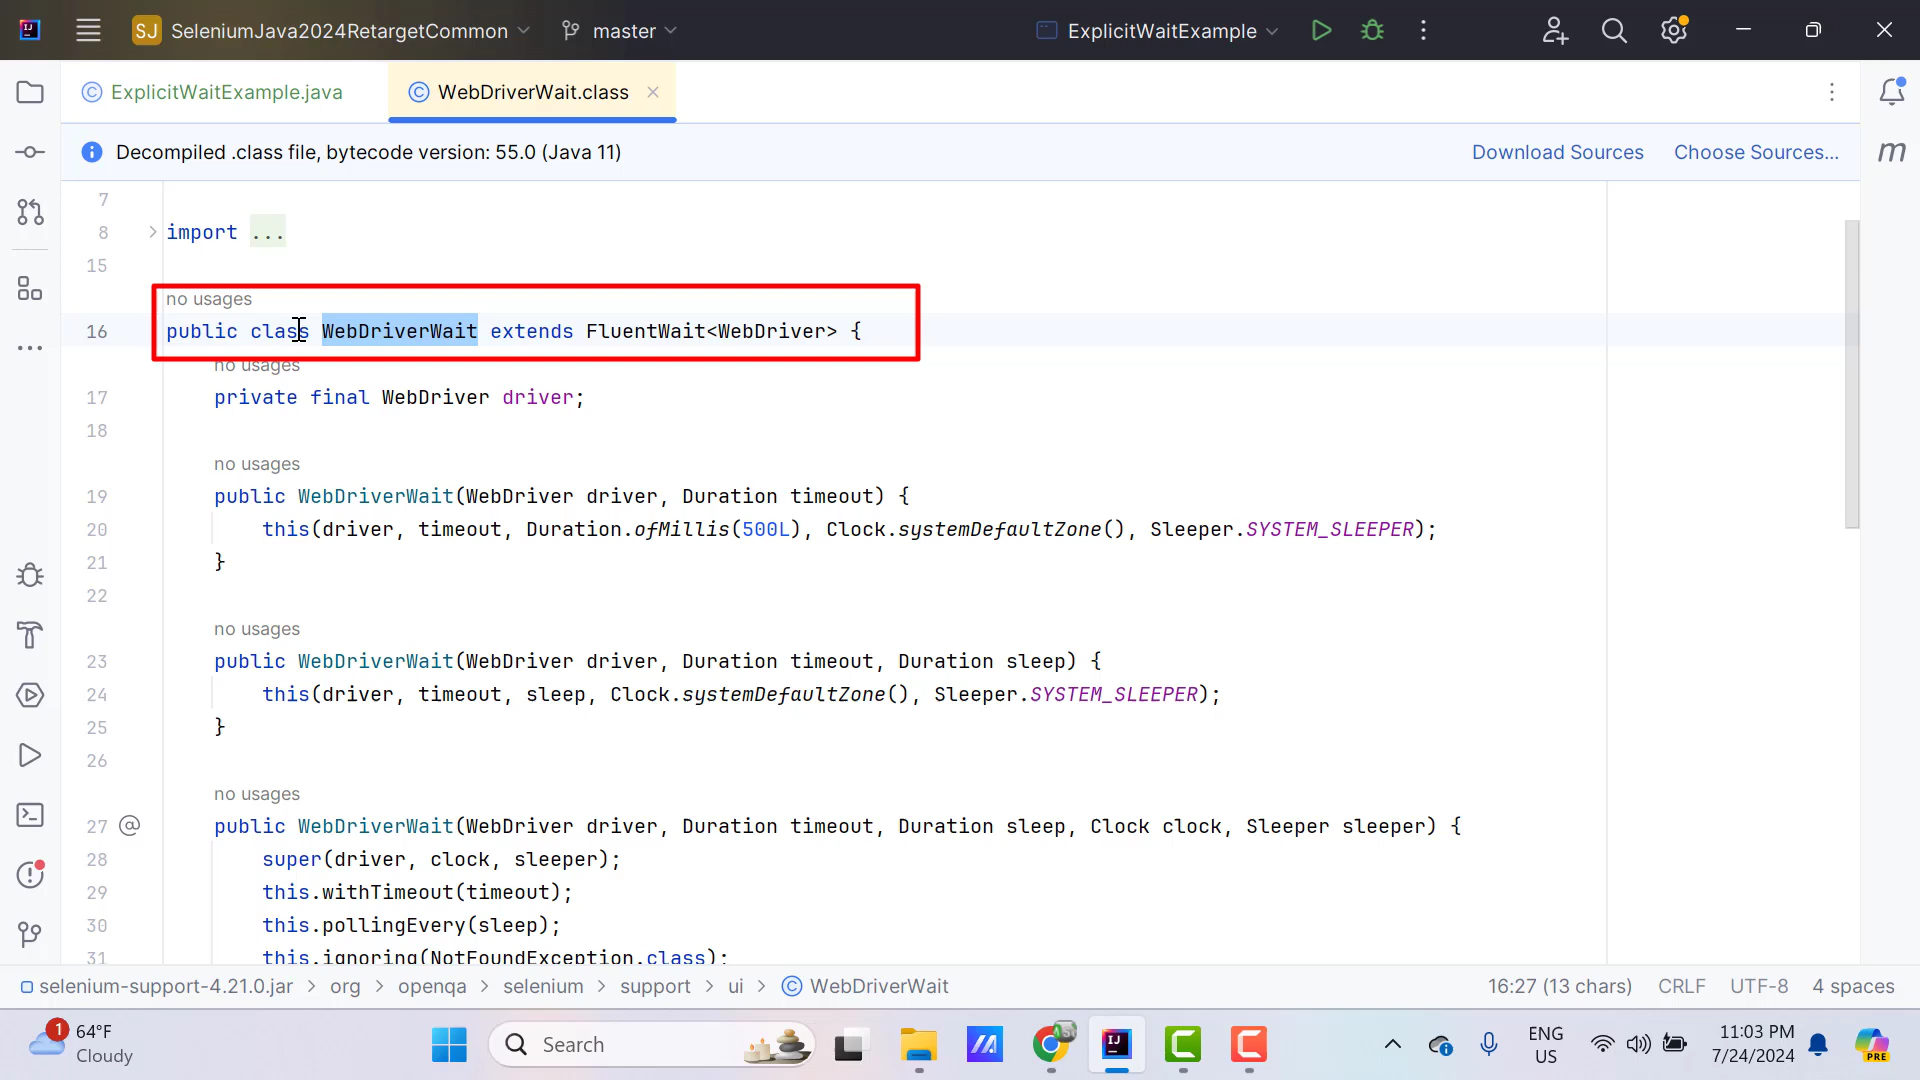 SJ SeleniumJava2024RetargetCommon master ExplicitWaitExample
ExplicitWaitExample.java WebDriverWait.class
Decompiled .class file, bytecode version: 55.0 (Java 11) Download Sources Choose Sources...
7
8 import ...
15
no usages
16 public class WebDriverWait extends FluentWait<WebDriver> {
no usages
17 private final WebDriver driver;
18
no usages
19 public WebDriverWait(WebDriver driver, Duration timeout) {
20 this(driver, timeout, Duration.ofMillis(500L), Clock.systemDefaultZone(), Sleeper.SYSTEM_SLEEPER);
21 }
22
no usages
23 public WebDriverWait(WebDriver driver, Duration timeout, Duration sleep) {
24 this(driver, timeout, sleep, Clock.systemDefaultZone(), Sleeper.SYSTEM_SLEEPER);
25 }
26
no usages
27 @ public WebDriverWait(WebDriver driver, Duration timeout, Duration sleep, Clock clock, Sleeper sleeper) {
28 super(driver, clock, sleeper);
29 this.withTimeout(timeout);
30 this.pollingEvery(sleep);
31 this.ignoring(NotFoundException.class);
selenium-support-4.21.0.jar > org > openqa > selenium > support > ui > WebDriverWait 16:27 (13 chars) CRLF UTF-8 4 spaces
1 64°F
Cloudy
Search
ENG
US
11:03 PM
7/24/2024
PRE